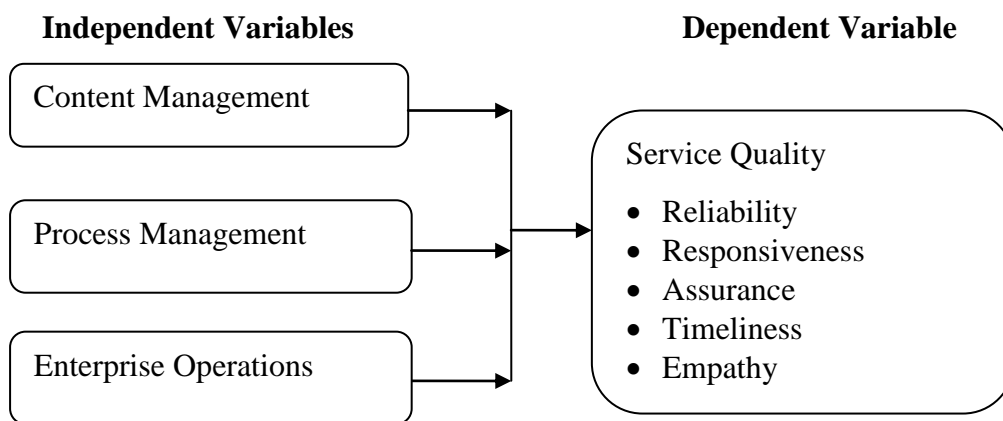 Independent Variables
Dependent Variable
Content Management
Process Management
Enterprise Operations
Service Quality
• Reliability
• Responsiveness
• Assurance
• Timeliness
• Empathy